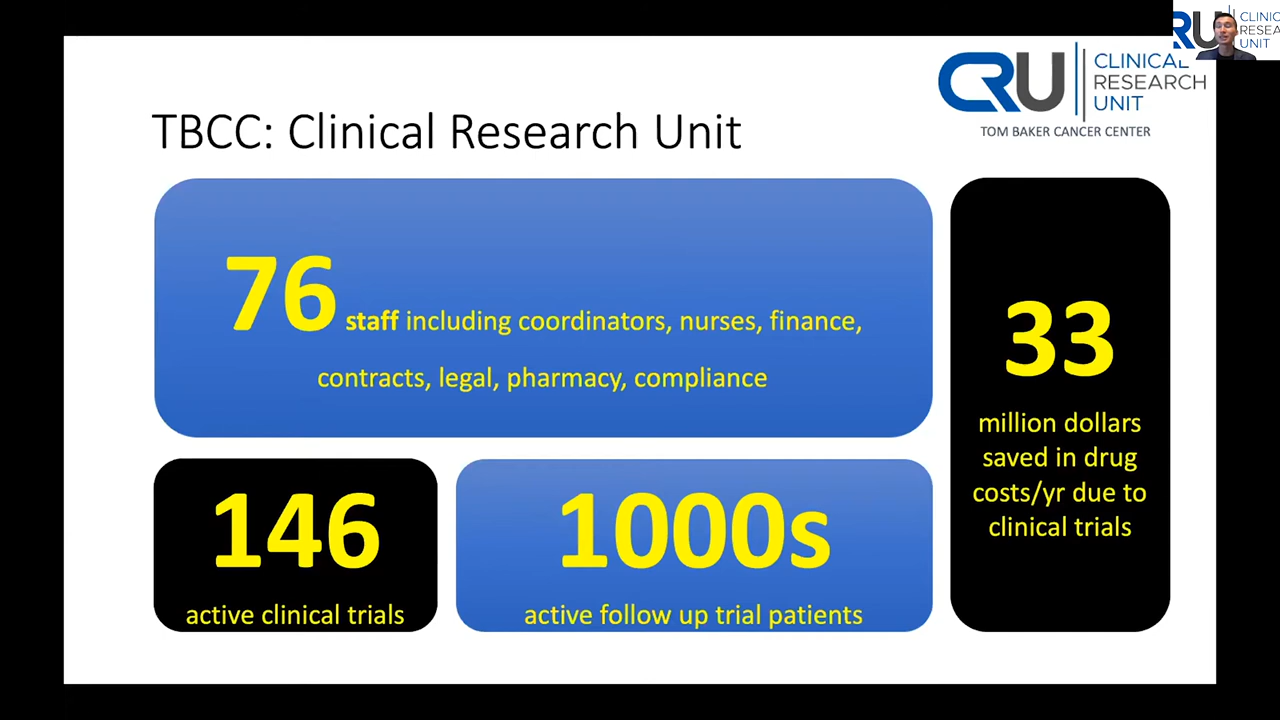 CRU CLINICAL
RESEARCH
UNIT
TOM BAKER CANCER CENTER
TBCC: Clinical Research Unit
76 staff including coordinators, nurses, finance,
contracts, legal, pharmacy, compliance
33
million dollars
saved in drug
costs/yr due to
clinical trials
146
active clinical trials
1000s
active follow up trial patients